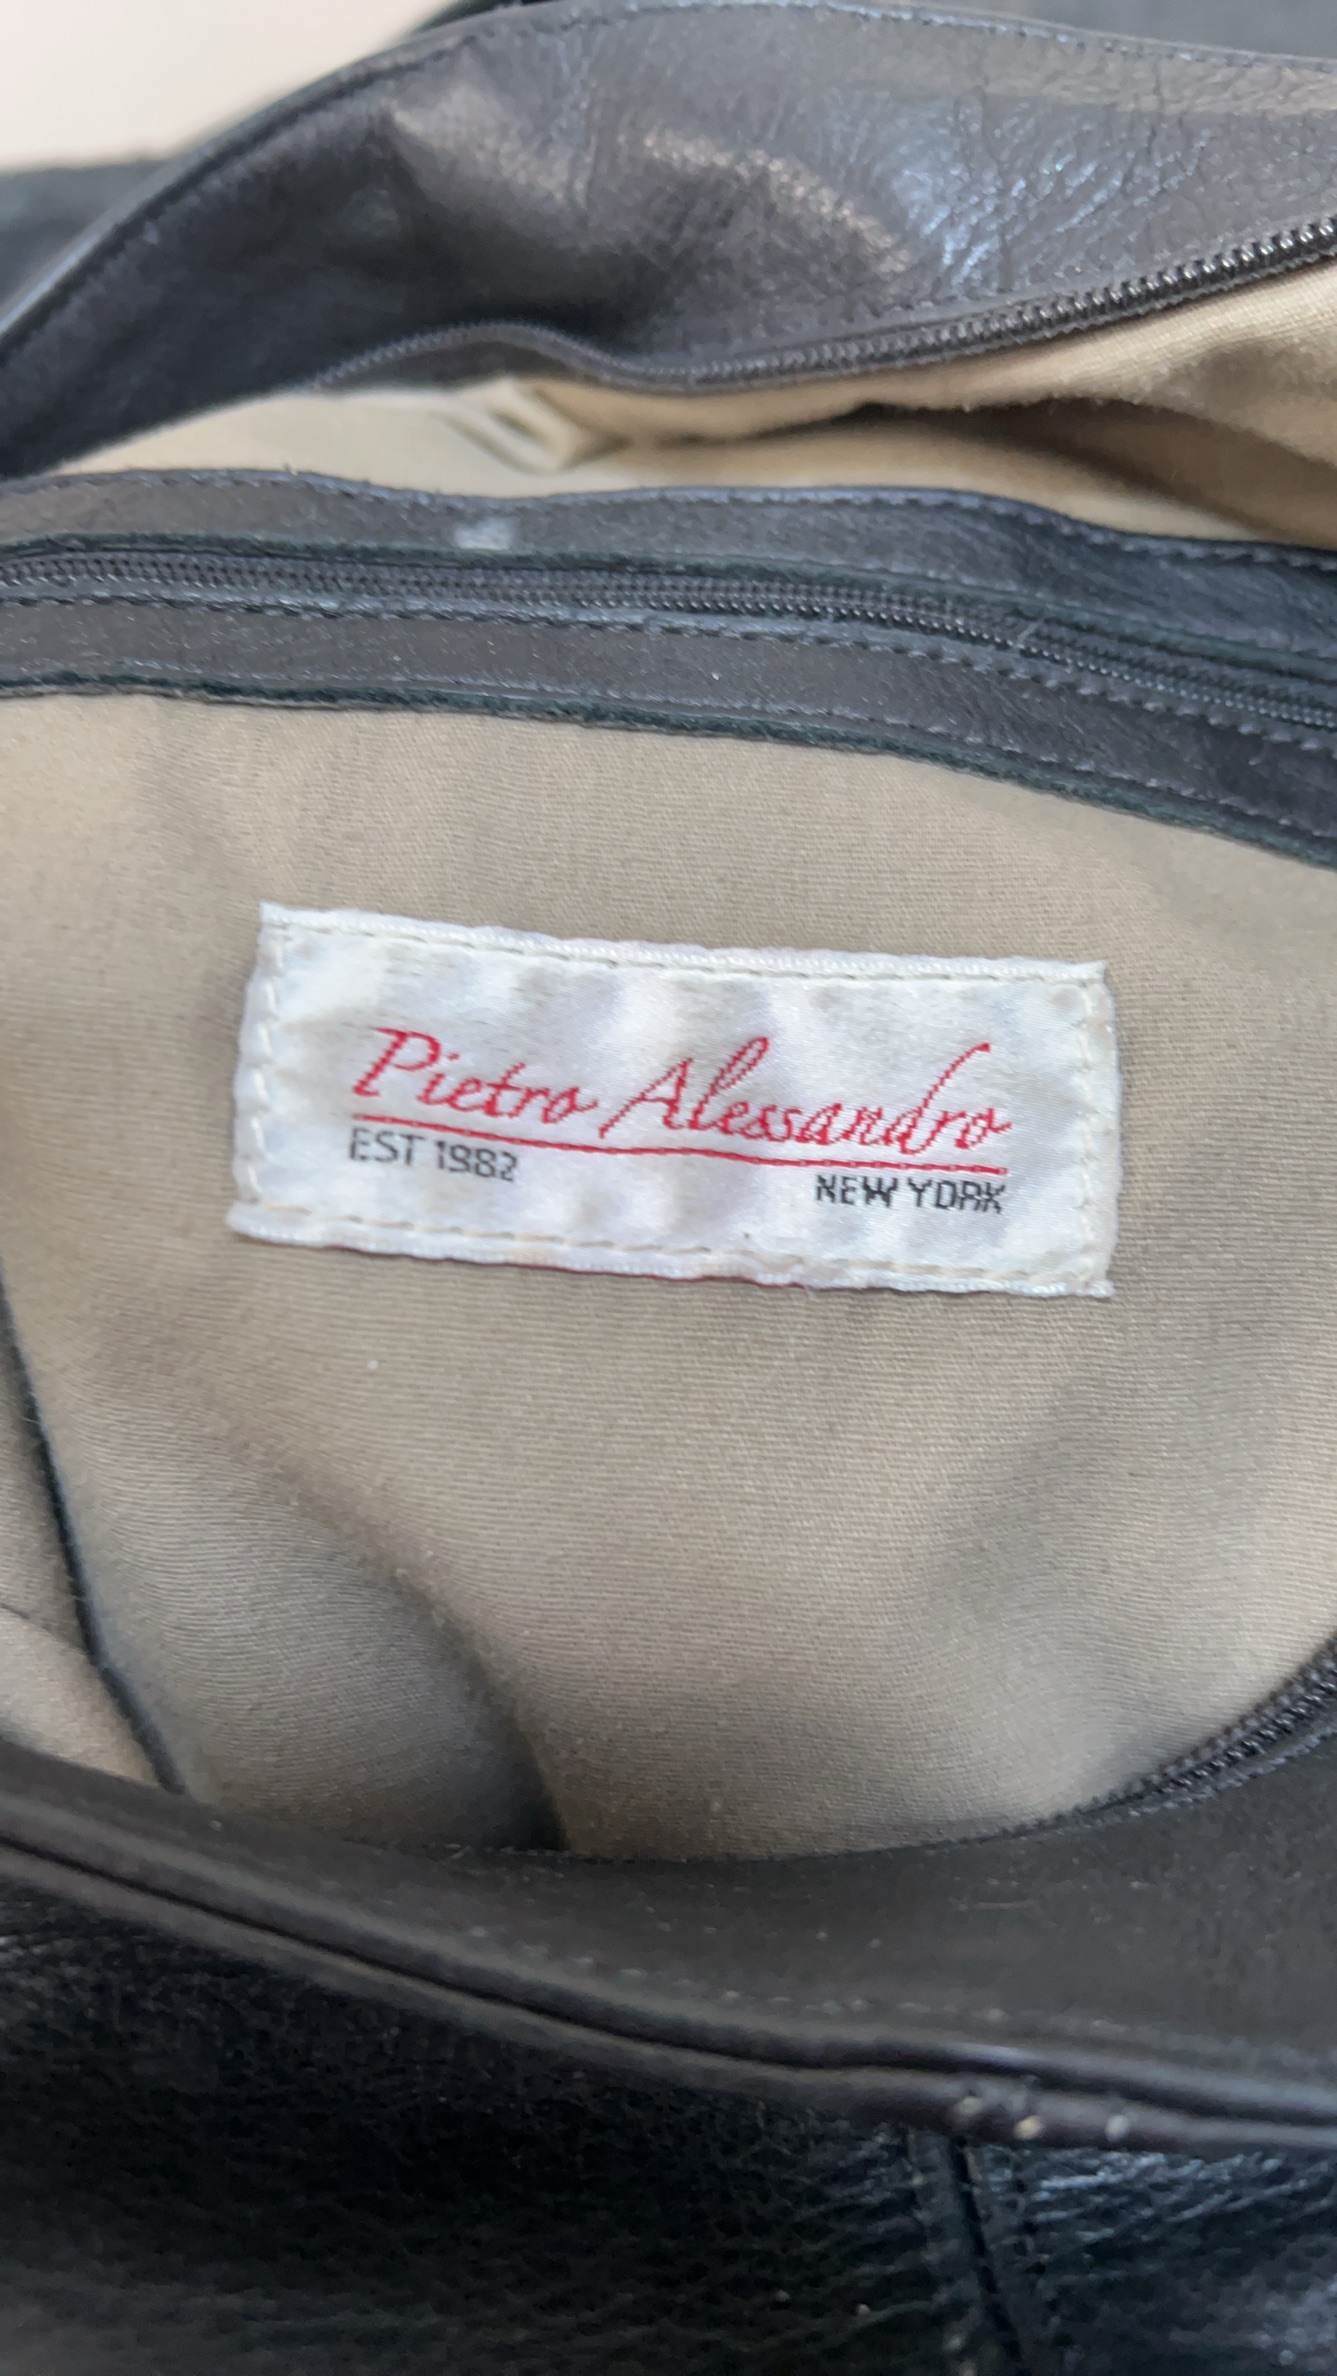 Pietro Alessandro
EST 1982
NEW YORK